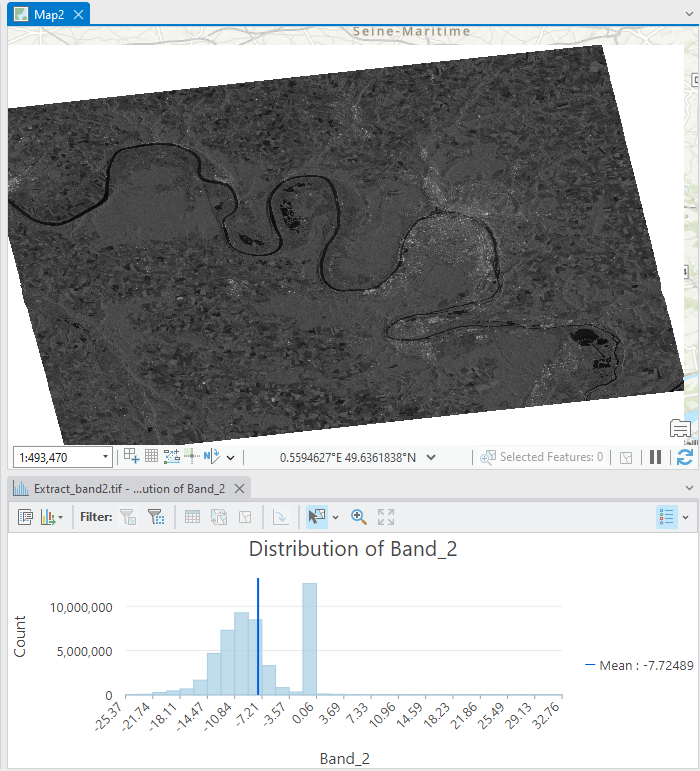 Map2
Seine-Maritime
1:493,470
0.5594627°E 49.6361838°N
Selected Features: 0
Extract_band2.tif - ...ution of Band_2
Filter:
Distribution of Band_2
Count
10,000,000
5,000,000
0
-25.37
-21.74
-18.11
-14.47
-10.84
-7.21
-3.57
0.06
3.69
7.33
10.96
14.59
18.23
21.86
25.49
29.13
32.76
Mean : -7.72489
Band_2